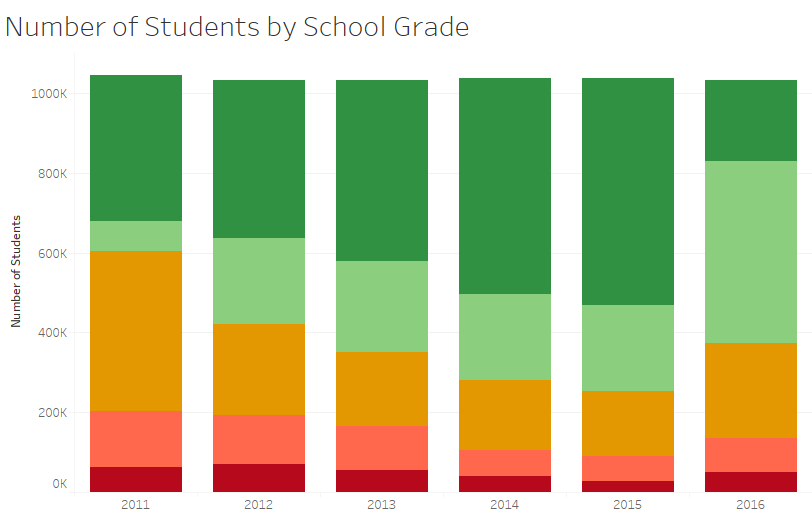 Number of Students by School Grade
1000K
800K
600K
400K
200K
0K
Number of Students
2011 2012 2013 2014 2015 2016